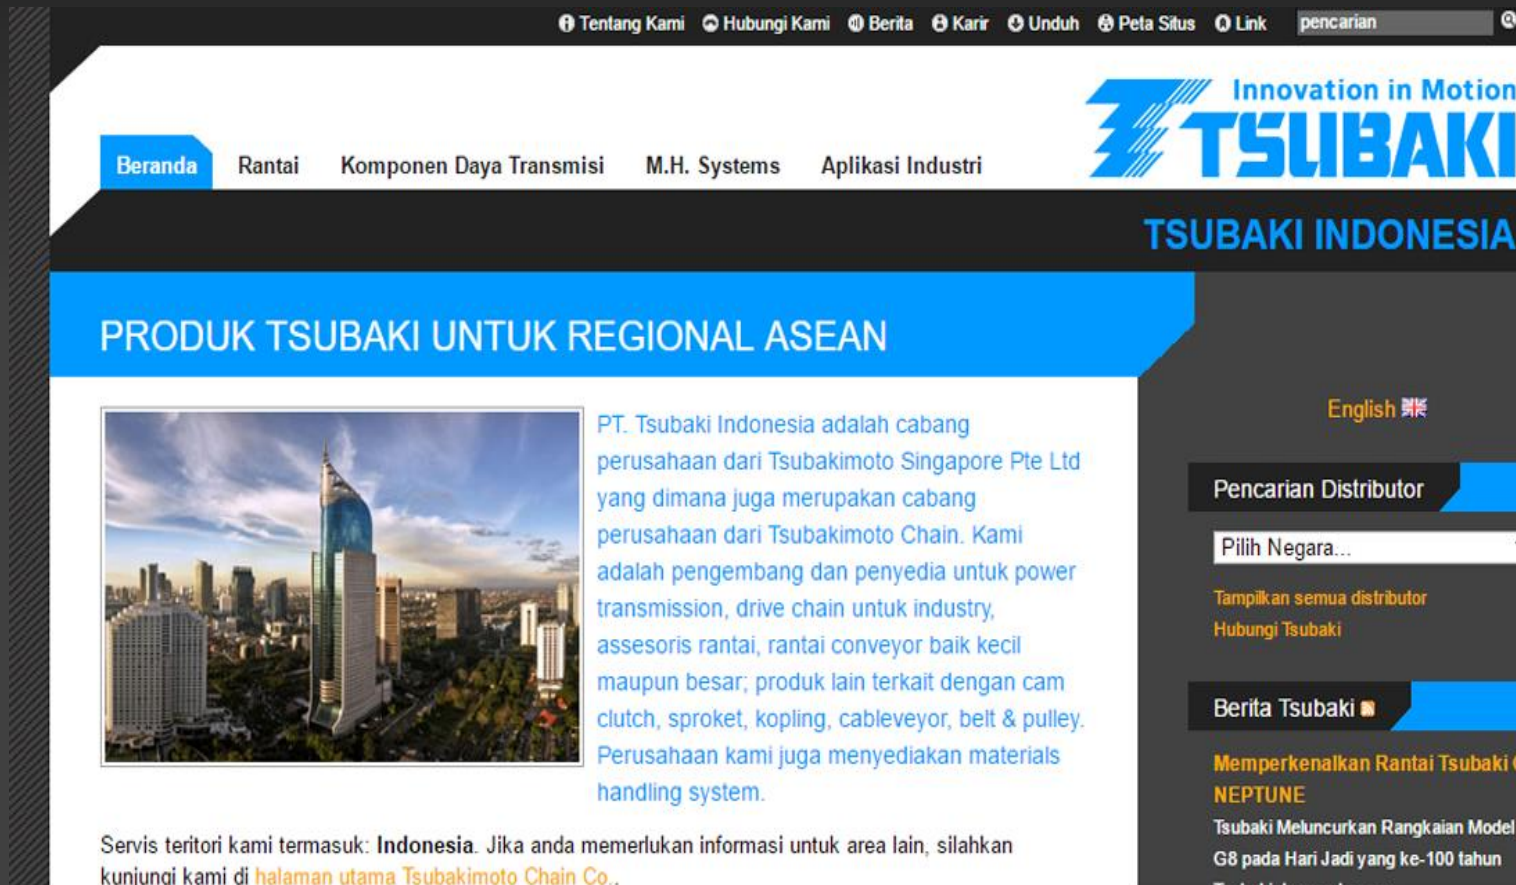 Tentang Kami Hubungi Kami Berita Karir Unduh Peta Situs Link pencarian
Innovation in Motion
TSUBAKI
Beranda Rantai Komponen Daya Transmisi M.H. Systems Aplikasi Industri
TSUBAKI INDONESIA
PRODUK TSUBAKI UNTUK REGIONAL ASEAN
PT. Tsubaki Indonesia adalah cabang
perusahaan dari Tsubakimoto Singapore Pte Ltd
yang dimana juga merupakan cabang
perusahaan dari Tsubakimoto Chain. Kami
adalah pengembang dan penyedia untuk power
transmission, drive chain untuk industry,
assesoris rantai, rantai conveyor baik kecil
maupun besar; produk lain terkait dengan cam
clutch, sproket, kopling, cableveyor, belt & pulley.
Perusahaan kami juga menyediakan materials
handling system.
Servis teritori kami termasuk: Indonesia. Jika anda memerlukan informasi untuk area lain, silahkan
kunjungi kami di halaman utama Tsubakimoto Chain Co..
English
Pencarian Distributor
Pilih Negara...
Tampilkan semua distributor
Hubungi Tsubaki
Berita Tsubaki
Memperkenalkan Rantai Tsubaki
NEPTUNE
Tsubaki Meluncurkan Rangkaian Model
G8 pada Hari Jadi yang ke-100 tahun